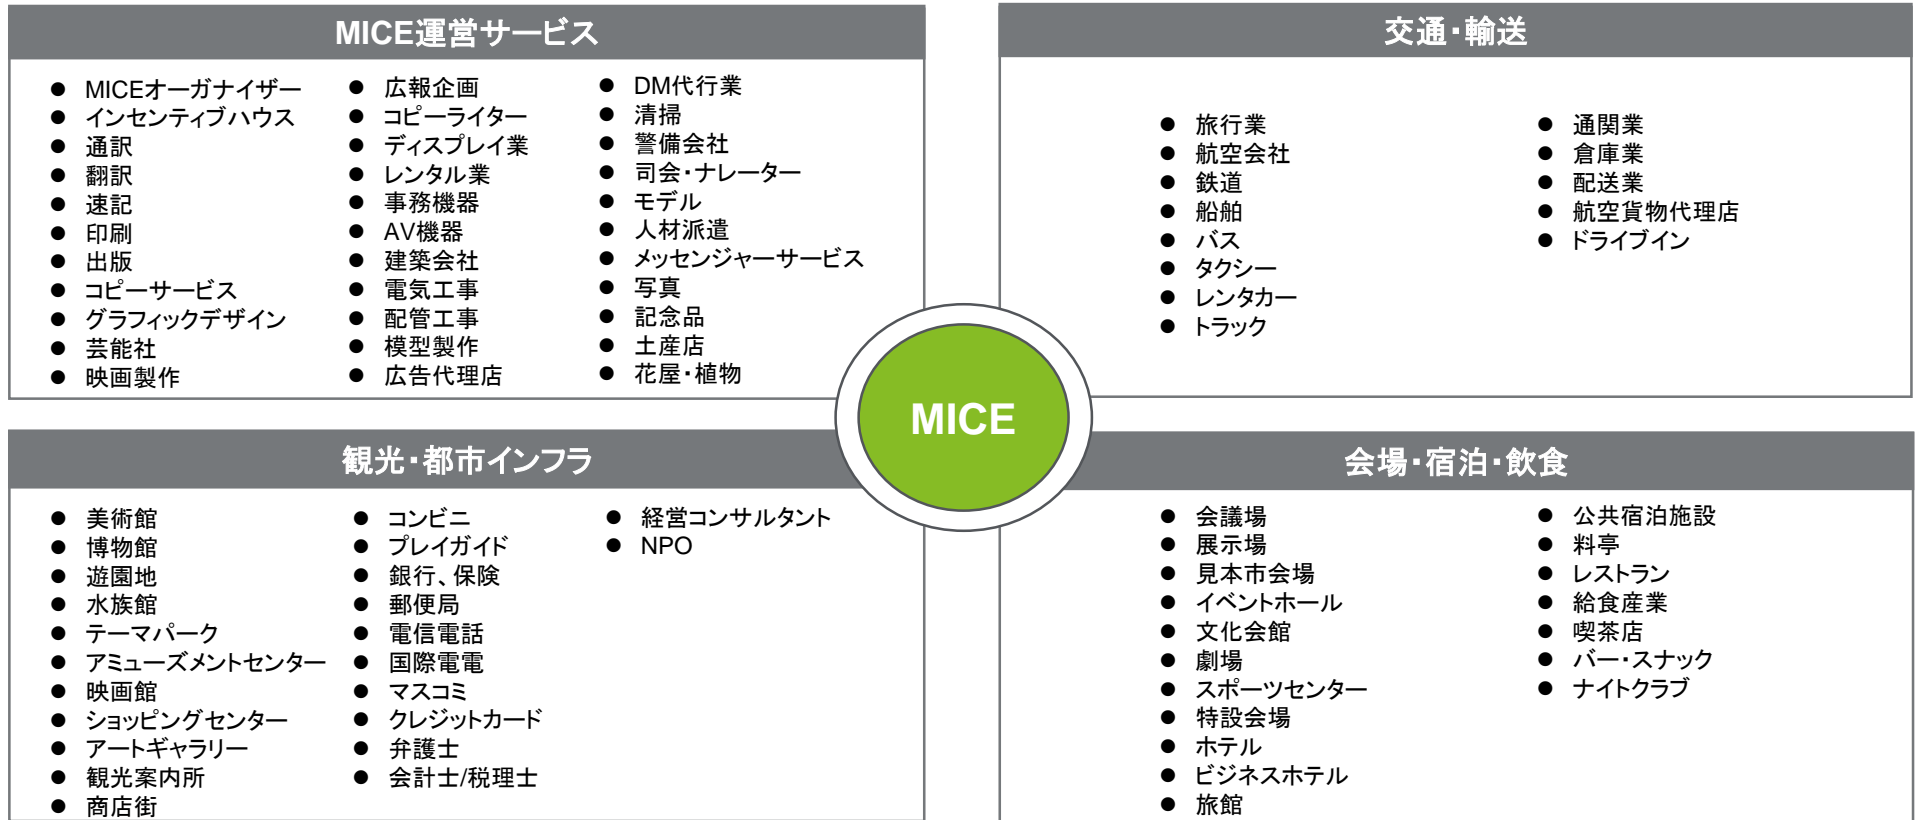 MICE運営サービス
● MICEオーガナイザー
● インセンティブハウス
● 通訳
● 翻訳
● 速記
● 印刷
● 出版
● コピーサービス
● グラフィックデザイン
● 芸能社
● 映画製作
● 広報企画
● コピーライター
● ディスプレイ業
● レンタル業
● 事務機器
● AV機器
● 建築会社
● 電気工事
● 配管工事
● 模型製作
● 広告代理店
● DM代行業
● 清掃
● 警備会社
● 司会・ナレーター
● モデル
● 人材派遣
● メッセンジャーサービス
● 写真
● 記念品
● 土産店
● 花屋・植物
交通・輸送
● 旅行業
● 航空会社
● 鉄道
● 船舶
● バス
● タクシー
● レンタカー
● トラック
● 通関業
● 倉庫業
● 配送業
● 航空貨物代理店
● ドライブイン
MICE
観光・都市インフラ
● 美術館
● 博物館
● 遊園地
● 水族館
● テーマパーク
● アミューズメントセンター
● 映画館
● ショッピングセンター
● アートギャラリー
● 観光案内所
● 商店街
● コンビニ
● プレイガイド
● 銀行、保険
● 郵便局
● 電信電話
● 国際電電
● マスコミ
● クレジットカード
● 弁護士
● 会計士/税理士
● 経営コンサルタント
● NPO
会場・宿泊・飲食
● 会議場
● 展示場
● 見本市会場
● イベントホール
● 文化会館
● 劇場
● スポーツセンター
● 特設会場
● ホテル
● ビジネスホテル
● 旅館
● 公共宿泊施設
● 料亭
● レストラン
● 給食産業
● 喫茶店
● バー・スナック
● ナイトクラブ